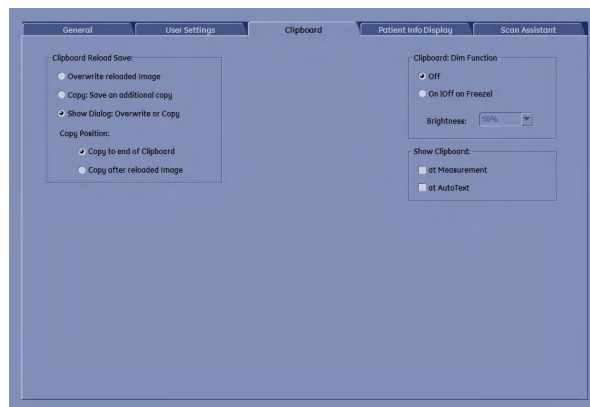 General
User Settings
Clipboard
Patient Info Display
Scan Assistant
Clipboard Reload Save:
Overwrite reloaded Image
Copy: Save an additional copy
Show Dialog: Overwrite or Copy
Copy Position:
Copy to end of Clipboard
Copy after reloaded Image
Clipboard: Dim Function
Off
On (Off on Freeze)
Brightness:
50%
Show Clipboard:
at Measurement
at AutoText